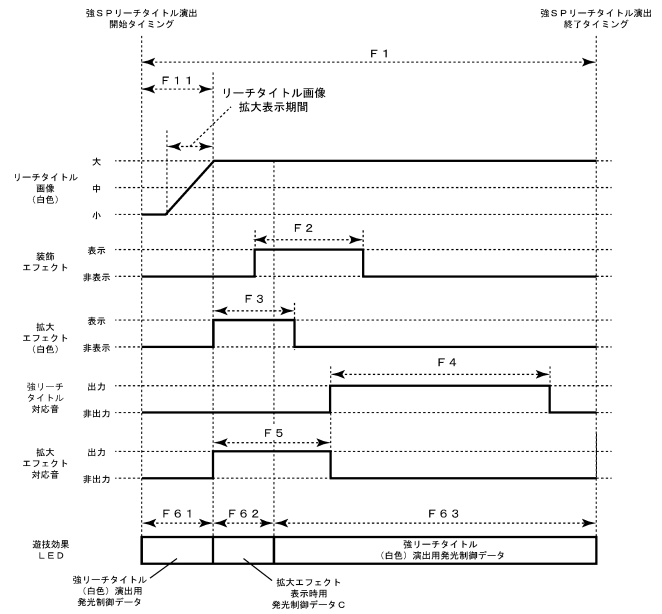 強ＳＰリーチタイトル演出
開始タイミング
強ＳＰリーチタイトル演出
終了タイミング
Ｆ１
Ｆ１１
リーチタイトル画像
拡大表示期間
リーチタイトル
画像
（白色）
大
中
小
Ｆ２
装飾
エフェクト
表示
非表示
Ｆ３
拡大
エフェクト
（白色）
表示
非表示
Ｆ４
強リーチ
タイトル
対応音
出力
非出力
Ｆ５
拡大
エフェクト
対応音
出力
非出力
Ｆ６１
Ｆ６２
Ｆ６３
遊技効果
ＬＥＤ
強リーチタイトル
（白色）演出用発光制御データ
強リーチタイトル
（白色）演出用
発光制御データ
拡大エフェクト
表示時用
発光制御データＣ